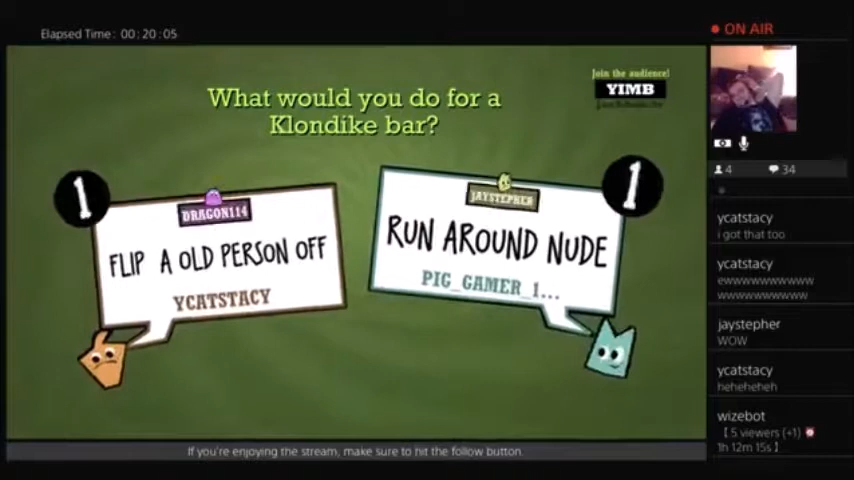 Elapsed Time: 00:20:05
ON AIR
What would you do for a
Klondike bar?
Join the audience!
YIMB
1
DRAGON114
FLIP A OLD PERSON OFF
YCATSTACY
1
JAYSTEPHER
RUN AROUND NUDE
PIG_GAMER_1...
4 34
ycatstacy
i got that too
ycatstacy
ewwwwwwwwww
wwwwwwwwww
jaystepher
WOW
ycatstacy
heheheheh
wizebot
[ 5 viewers (+1)
1h 12m 15s ]
If you're enjoying the stream, make sure to hit the follow button.